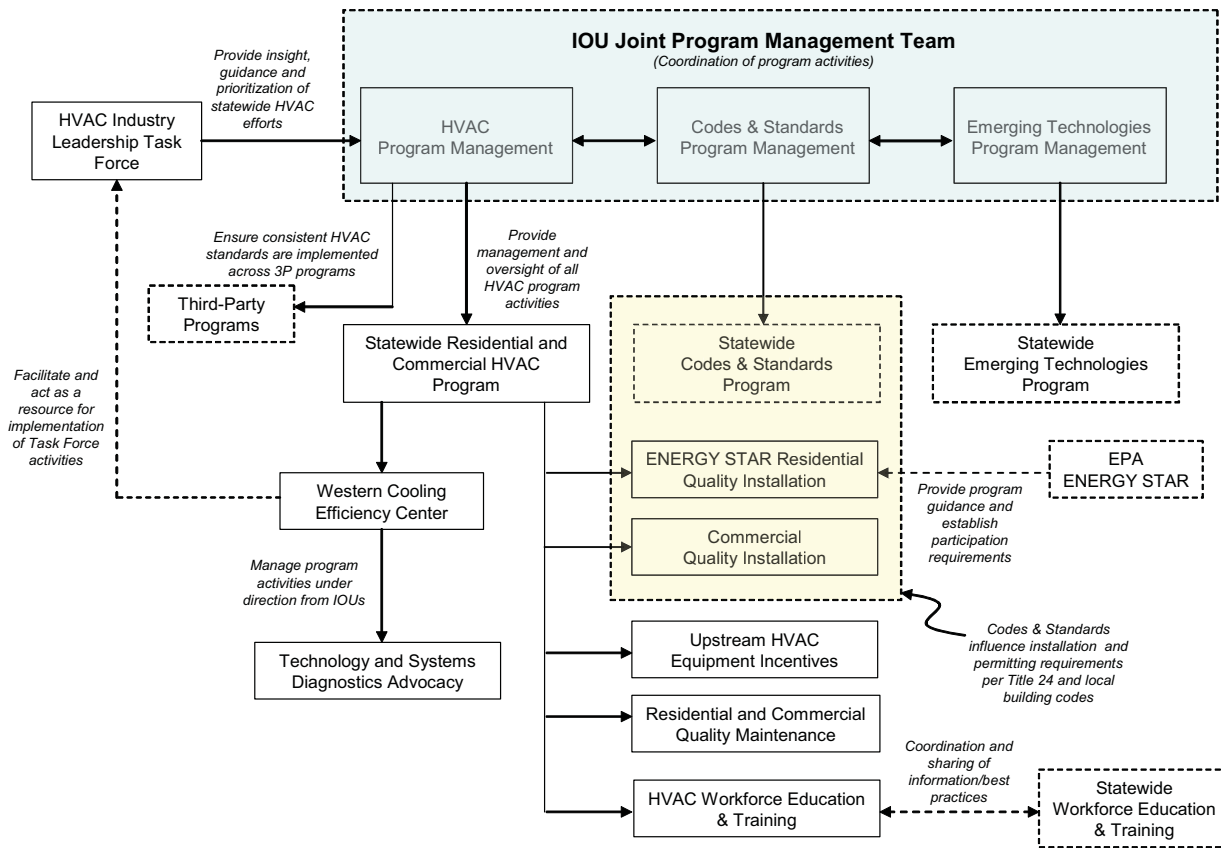 IOU Joint Program Management Team
(Coordination of program activities)
Provide insight,
guidance and
prioritization of
statewide HVAC
efforts
HVAC Industry
Leadership Task
Force
HVAC
Program Management
Codes & Standards
Program Management
Emerging Technologies
Program Management
Ensure consistent HVAC
standards are implemented
across 3P programs
Provide
management and
oversight of all
HVAC program
activities
Third-Party
Programs
Statewide Residential and
Commercial HVAC
Program
Statewide
Codes & Standards
Program
Statewide
Emerging Technologies
Program
Facilitate and
act as a
resource for
implementation
of Task Force
activities
ENERGY STAR Residential
Quality Installation
EPA
ENERGY STAR
Western Cooling
Efficiency Center
Provide program
guidance and
establish
participation
requirements
Commercial
Quality Installation
Manage program
activities under
direction from IOUs
Upstream HVAC
Equipment Incentives
Codes & Standards
influence installation and
permitting requirements
per Title 24 and local
building codes
Technology and Systems
Diagnostics Advocacy
Residential and Commercial
Quality Maintenance
Coordination and
sharing of
information/best
practices
HVAC Workforce Education
& Training
Statewide
Workforce Education
& Training